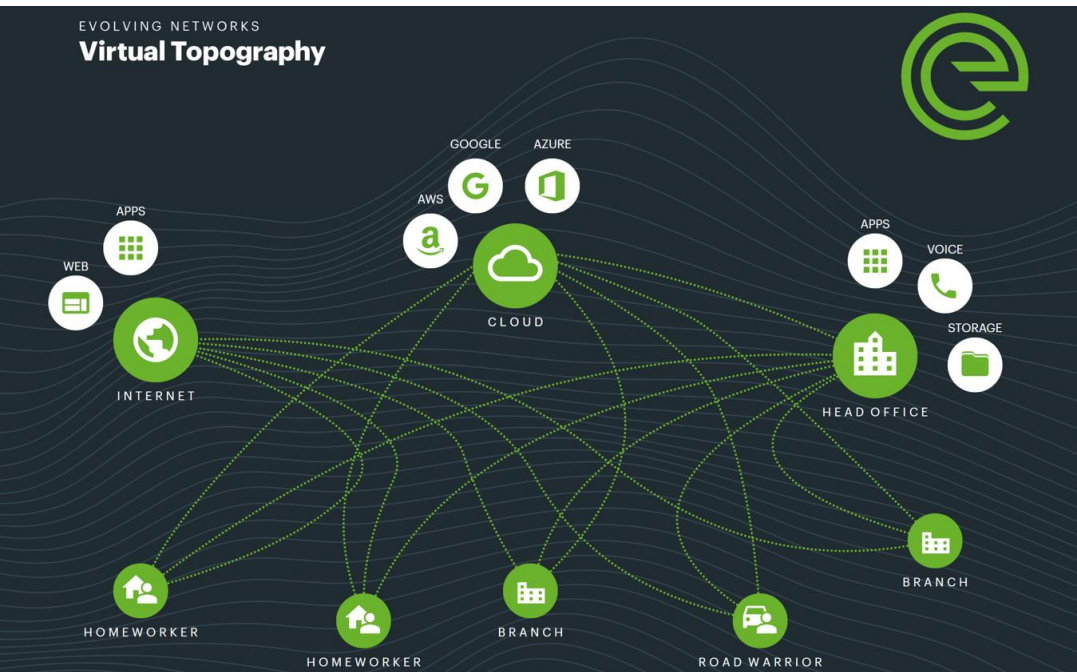 EVOLVING NETWORKS
Virtual Topography
GOOGLE
AZURE
AWS
APPS
WEB
APPS
VOICE
STORAGE
CLOUD
INTERNET
HEAD OFFICE
BRANCH
HOMEWORKER
BRANCH
HOMEWORKER
ROAD WARRIOR